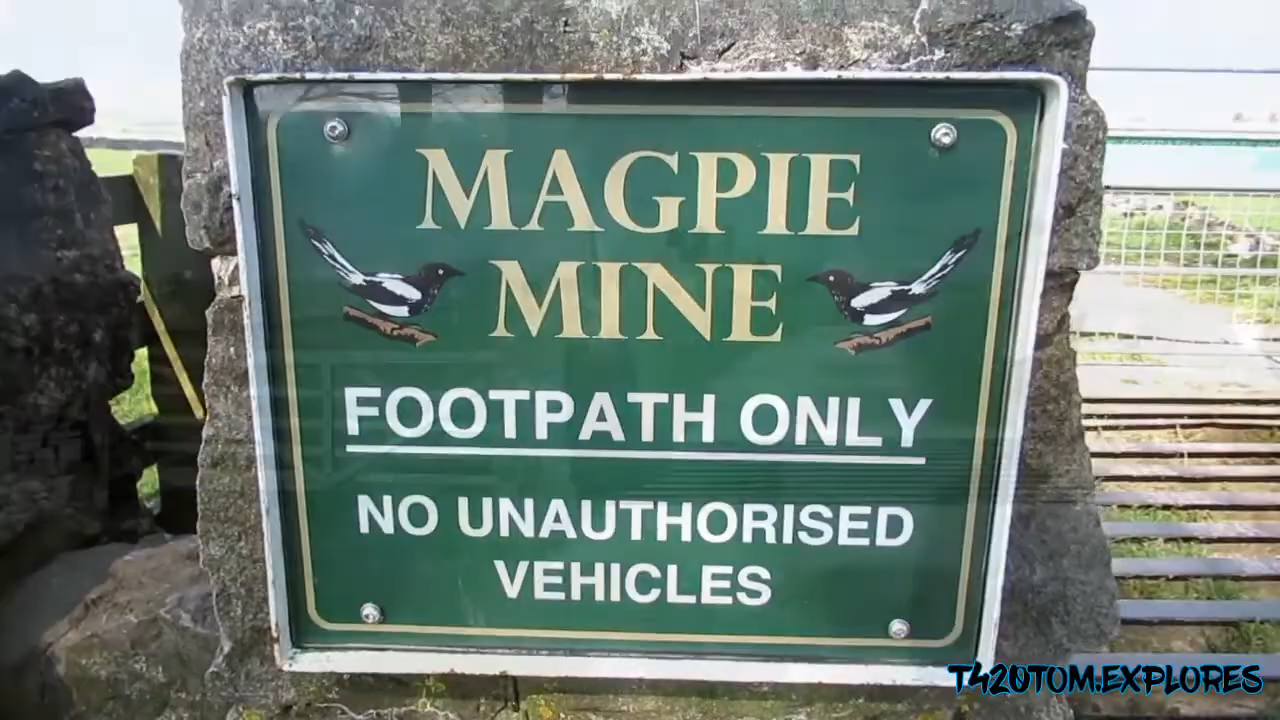 MAGPIE
MINE
FOOTPATH ONLY
NO UNAUTHORISED
VEHICLES
T420TOM.EXPLORES